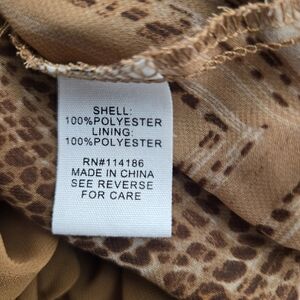 SHELL:
100%POLYESTER
LINING:
100%POLYESTER
RN#114186
MADE IN CHINA
SEE REVERSE
FOR CARE